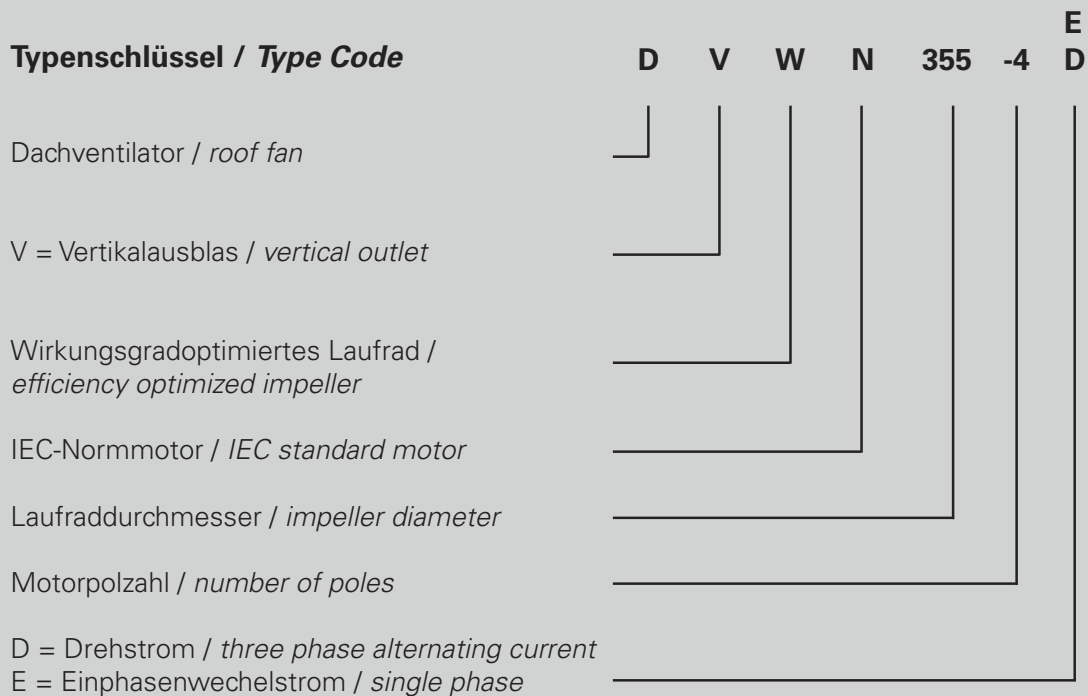 E
Typenschlüssel / Type Code D V W N 355 -4 D
Dachventilator / roof fan
V = Vertikalausblas / vertical outlet
Wirkungsgradoptimiertes Laufrad /
efficiency optimized impeller
IEC-Normmotor / IEC standard motor
Laufraddurchmesser / impeller diameter
Motorpolzahl / number of poles
D = Drehstrom / three phase alternating current
E = Einphasenwechelstrom / single phase